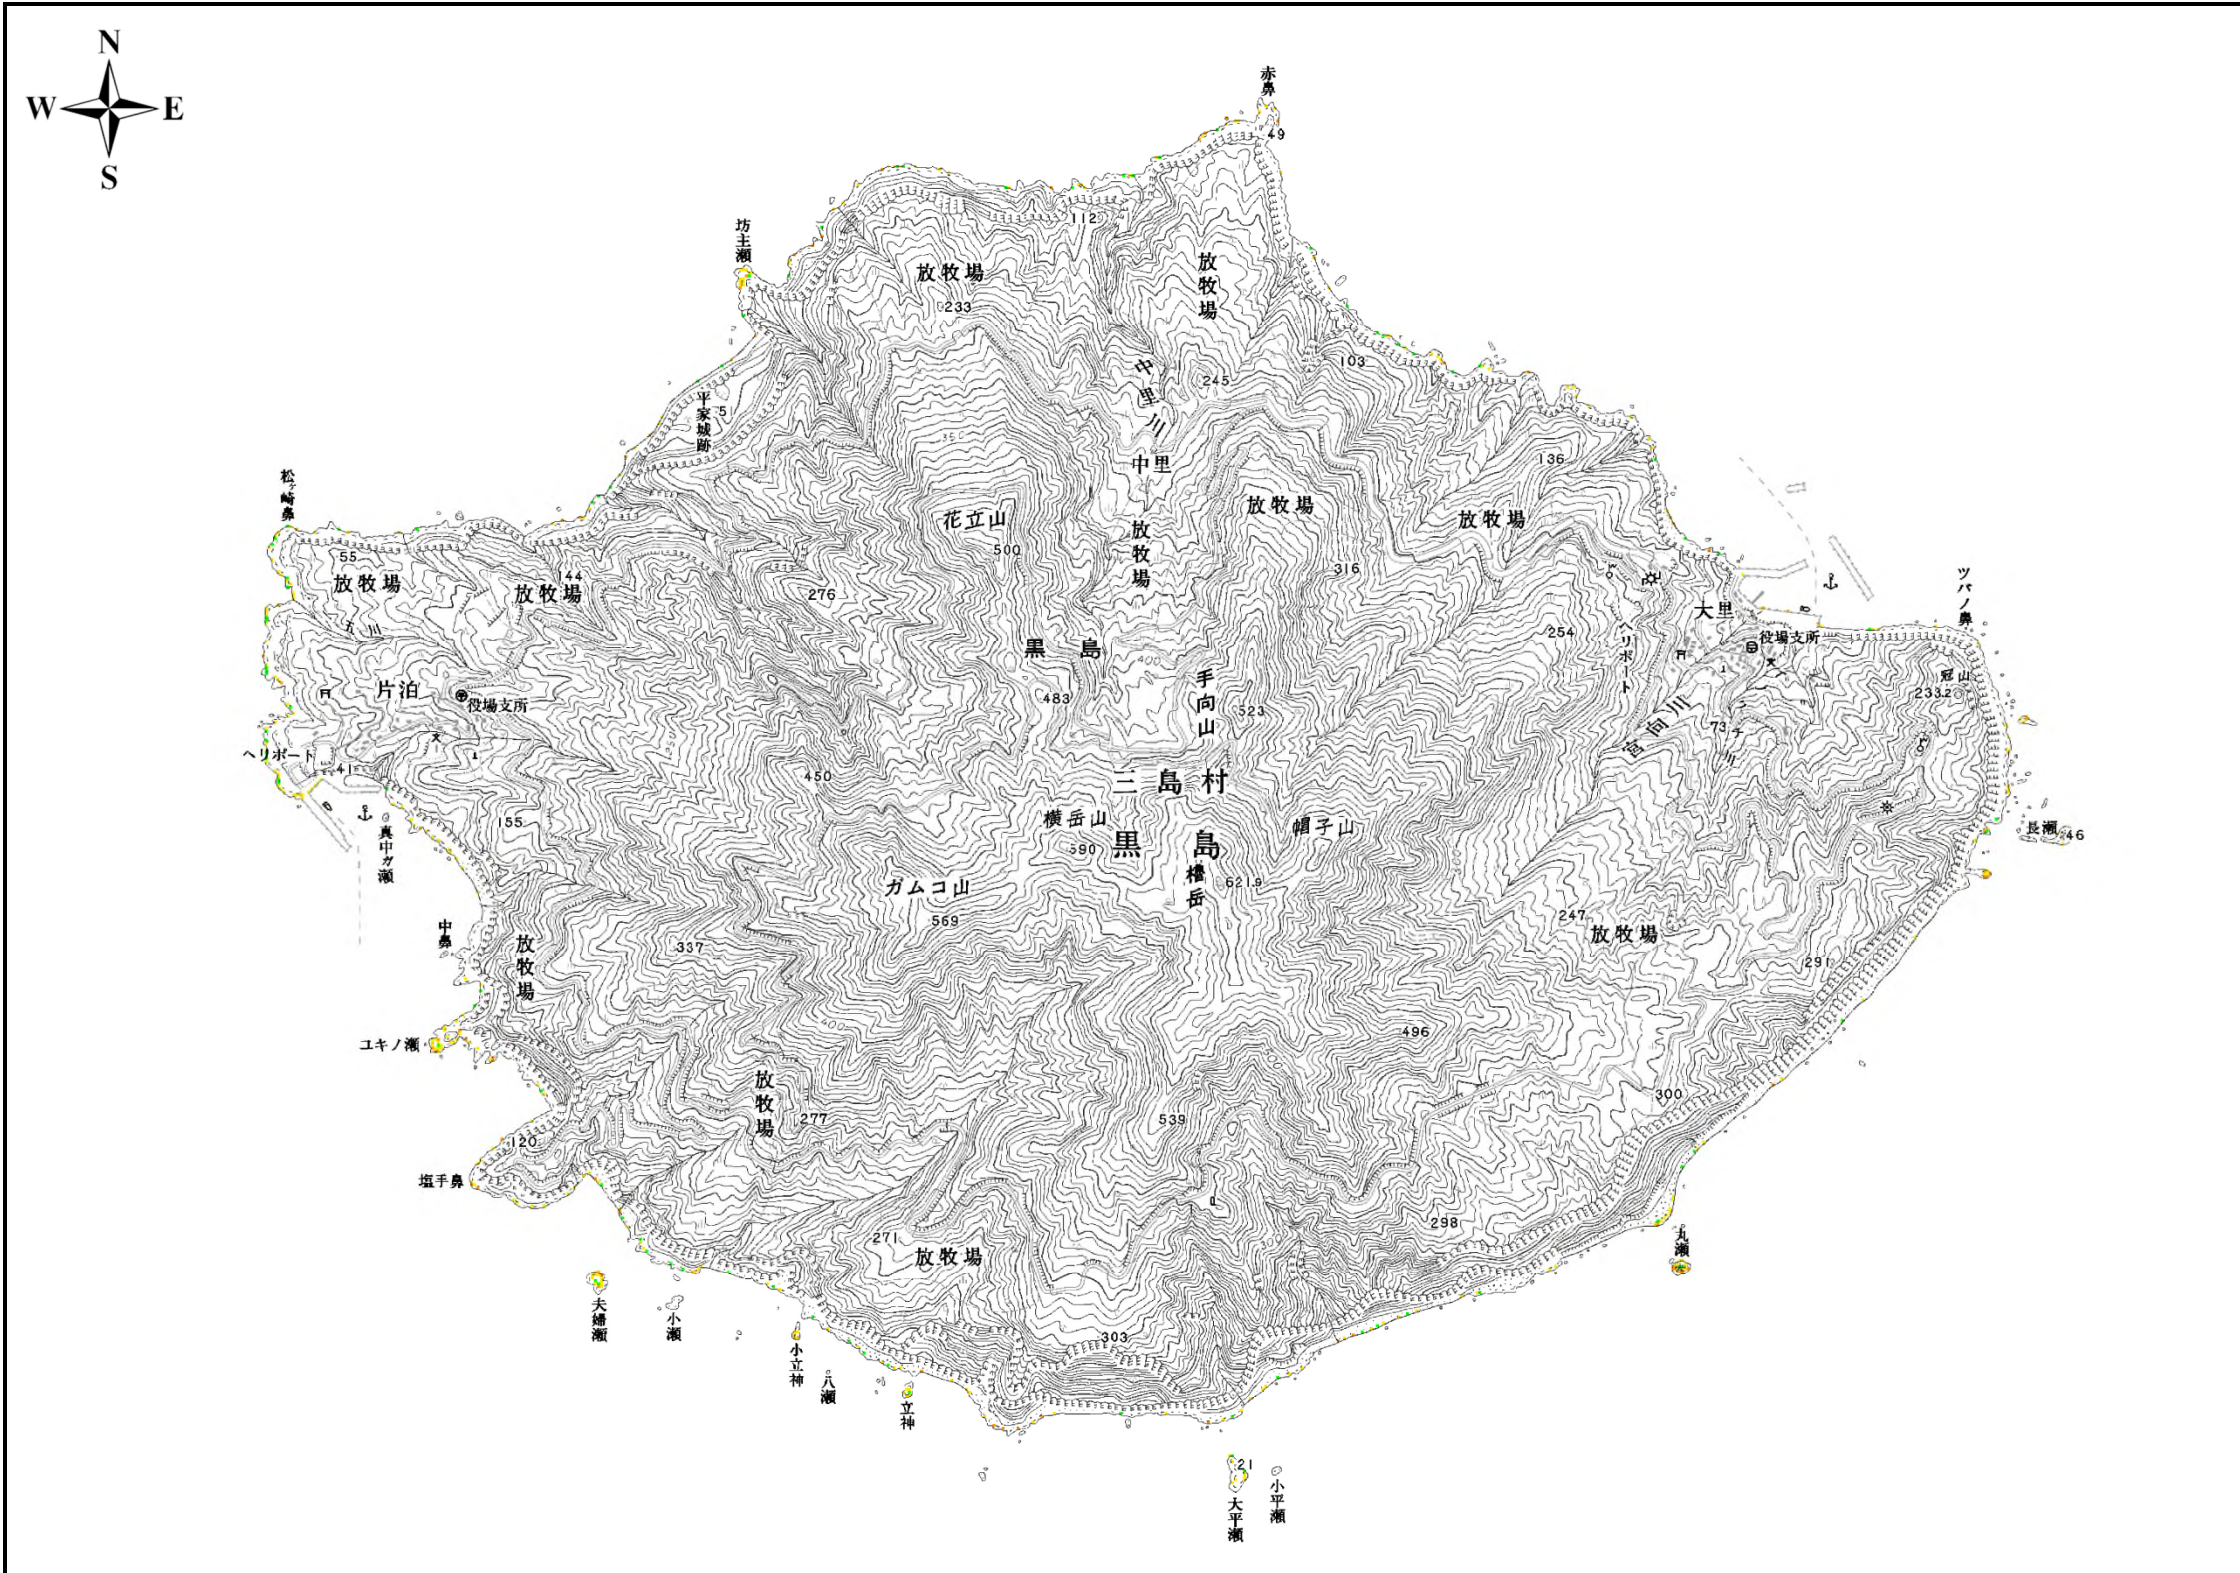 N
W
E
S
赤鼻
49
112
坊主瀬
放牧場
放牧場
233
中里川
103
245
平家城跡
51
136
中里
松ヶ崎鼻
花立山
500
放牧場
放牧場
放牧場
55
放牧場
144
放牧場
276
316
ツバノ鼻
大里
254
ヘリポート
役場支所
黒島
400
483
手向山
523
冠山
233.2
片泊
役場支所
宮向川
73
ヘリポート
41
450
三島村
真中ガ瀬
155
横岳山
590
黒島
帽子山
長瀬
46
ガムコ山
569
櫓岳
621.9
中鼻
放牧場
337
247
放牧場
291
ユキノ瀬
400
496
放牧場
277
300
120
539
塩手鼻
271
放牧場
298
300
丸瀬
夫婦瀬
小瀬
小立神
八瀬
立神
303
21
大平瀬
小平瀬